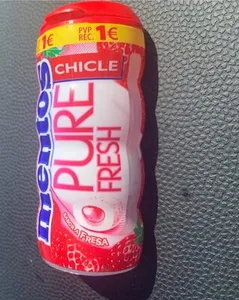 1€
PVP
REC. 1€
CHICLE
mentos
PURE
FRESH
FRESA